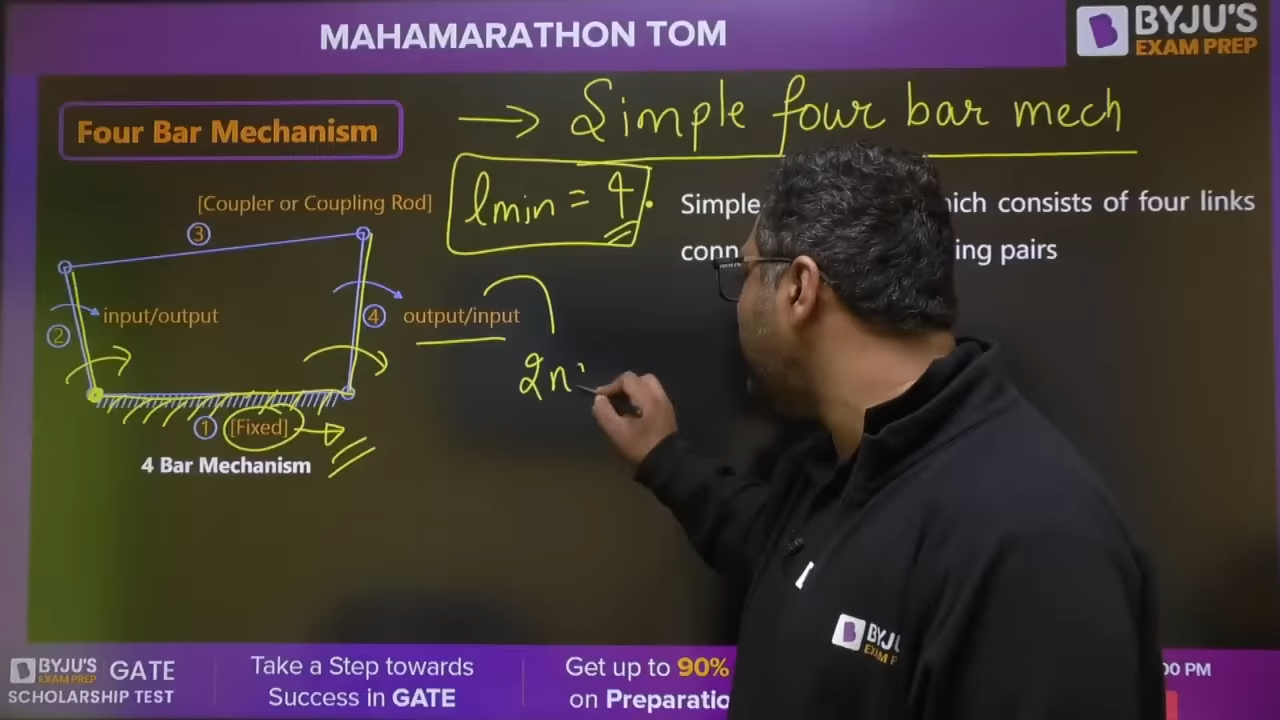 MAHAMARATHON TOM
BYJU'S
EXAM PREP
Four Bar Mechanism
→ Simple four bar mech
[Coupler or Coupling Rod]
lmin = 4
Simple
hich consists of four links
conn
ing pairs
3
input/output
2
4
output/input
2n
1 [Fixed]
4 Bar Mechanism
BYJU'S
EXAM P
BYJU'S
EXAM PREP
GATE
SCHOLARSHIP TEST
Take a Step towards
Success in GATE
Get up to 90%
on Preparatio
00 PM